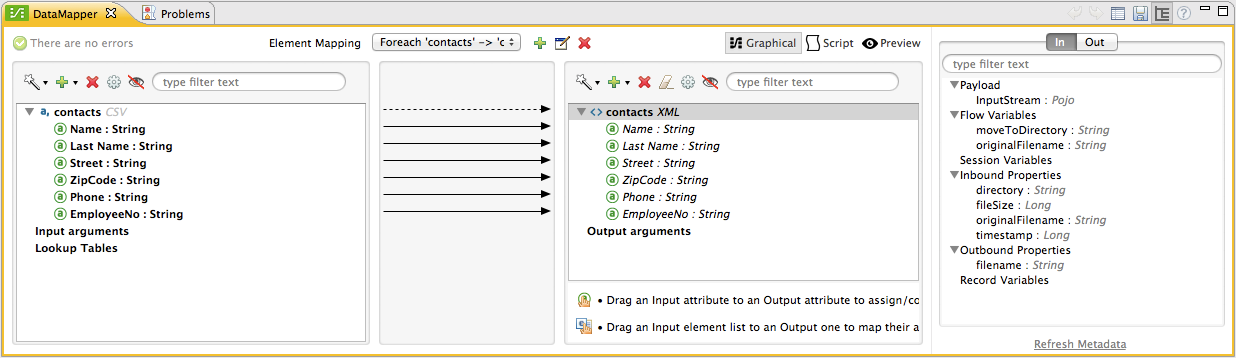 DataMapper
Problems
There are no errors
Element Mapping
Foreach 'contacts' -> 'c
Graphical
Script
Preview
type filter text
contacts CSV
Name : String
Last Name : String
Street : String
ZipCode : String
Phone : String
EmployeeNo : String
Input arguments
Lookup Tables
type filter text
contacts XML
Name : String
Last Name : String
Street : String
ZipCode : String
Phone : String
EmployeeNo : String
Output arguments
• Drag an Input attribute to an Output attribute to assign/co
• Drag an Input element list to an Output one to map their a
In
Out
type filter text
Payload
InputStream : Pojo
Flow Variables
moveToDirectory : String
originalFilename : String
Session Variables
Inbound Properties
directory : String
fileSize : Long
originalFilename : String
timestamp : Long
Outbound Properties
filename : String
Record Variables
Refresh Metadata